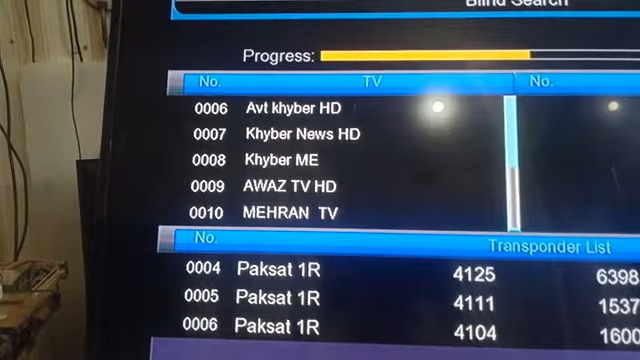 Blind Search
Progress:
No. TV No.
0006 Avt khyber HD
0007 Khyber News HD
0008 Khyber ME
0009 AWAZ TV HD
0010 MEHRAN TV
No. Transponder List
0004 Paksat 1R 4125 6398
0005 Paksat 1R 4111 1537
0006 Paksat 1R 4104 1600